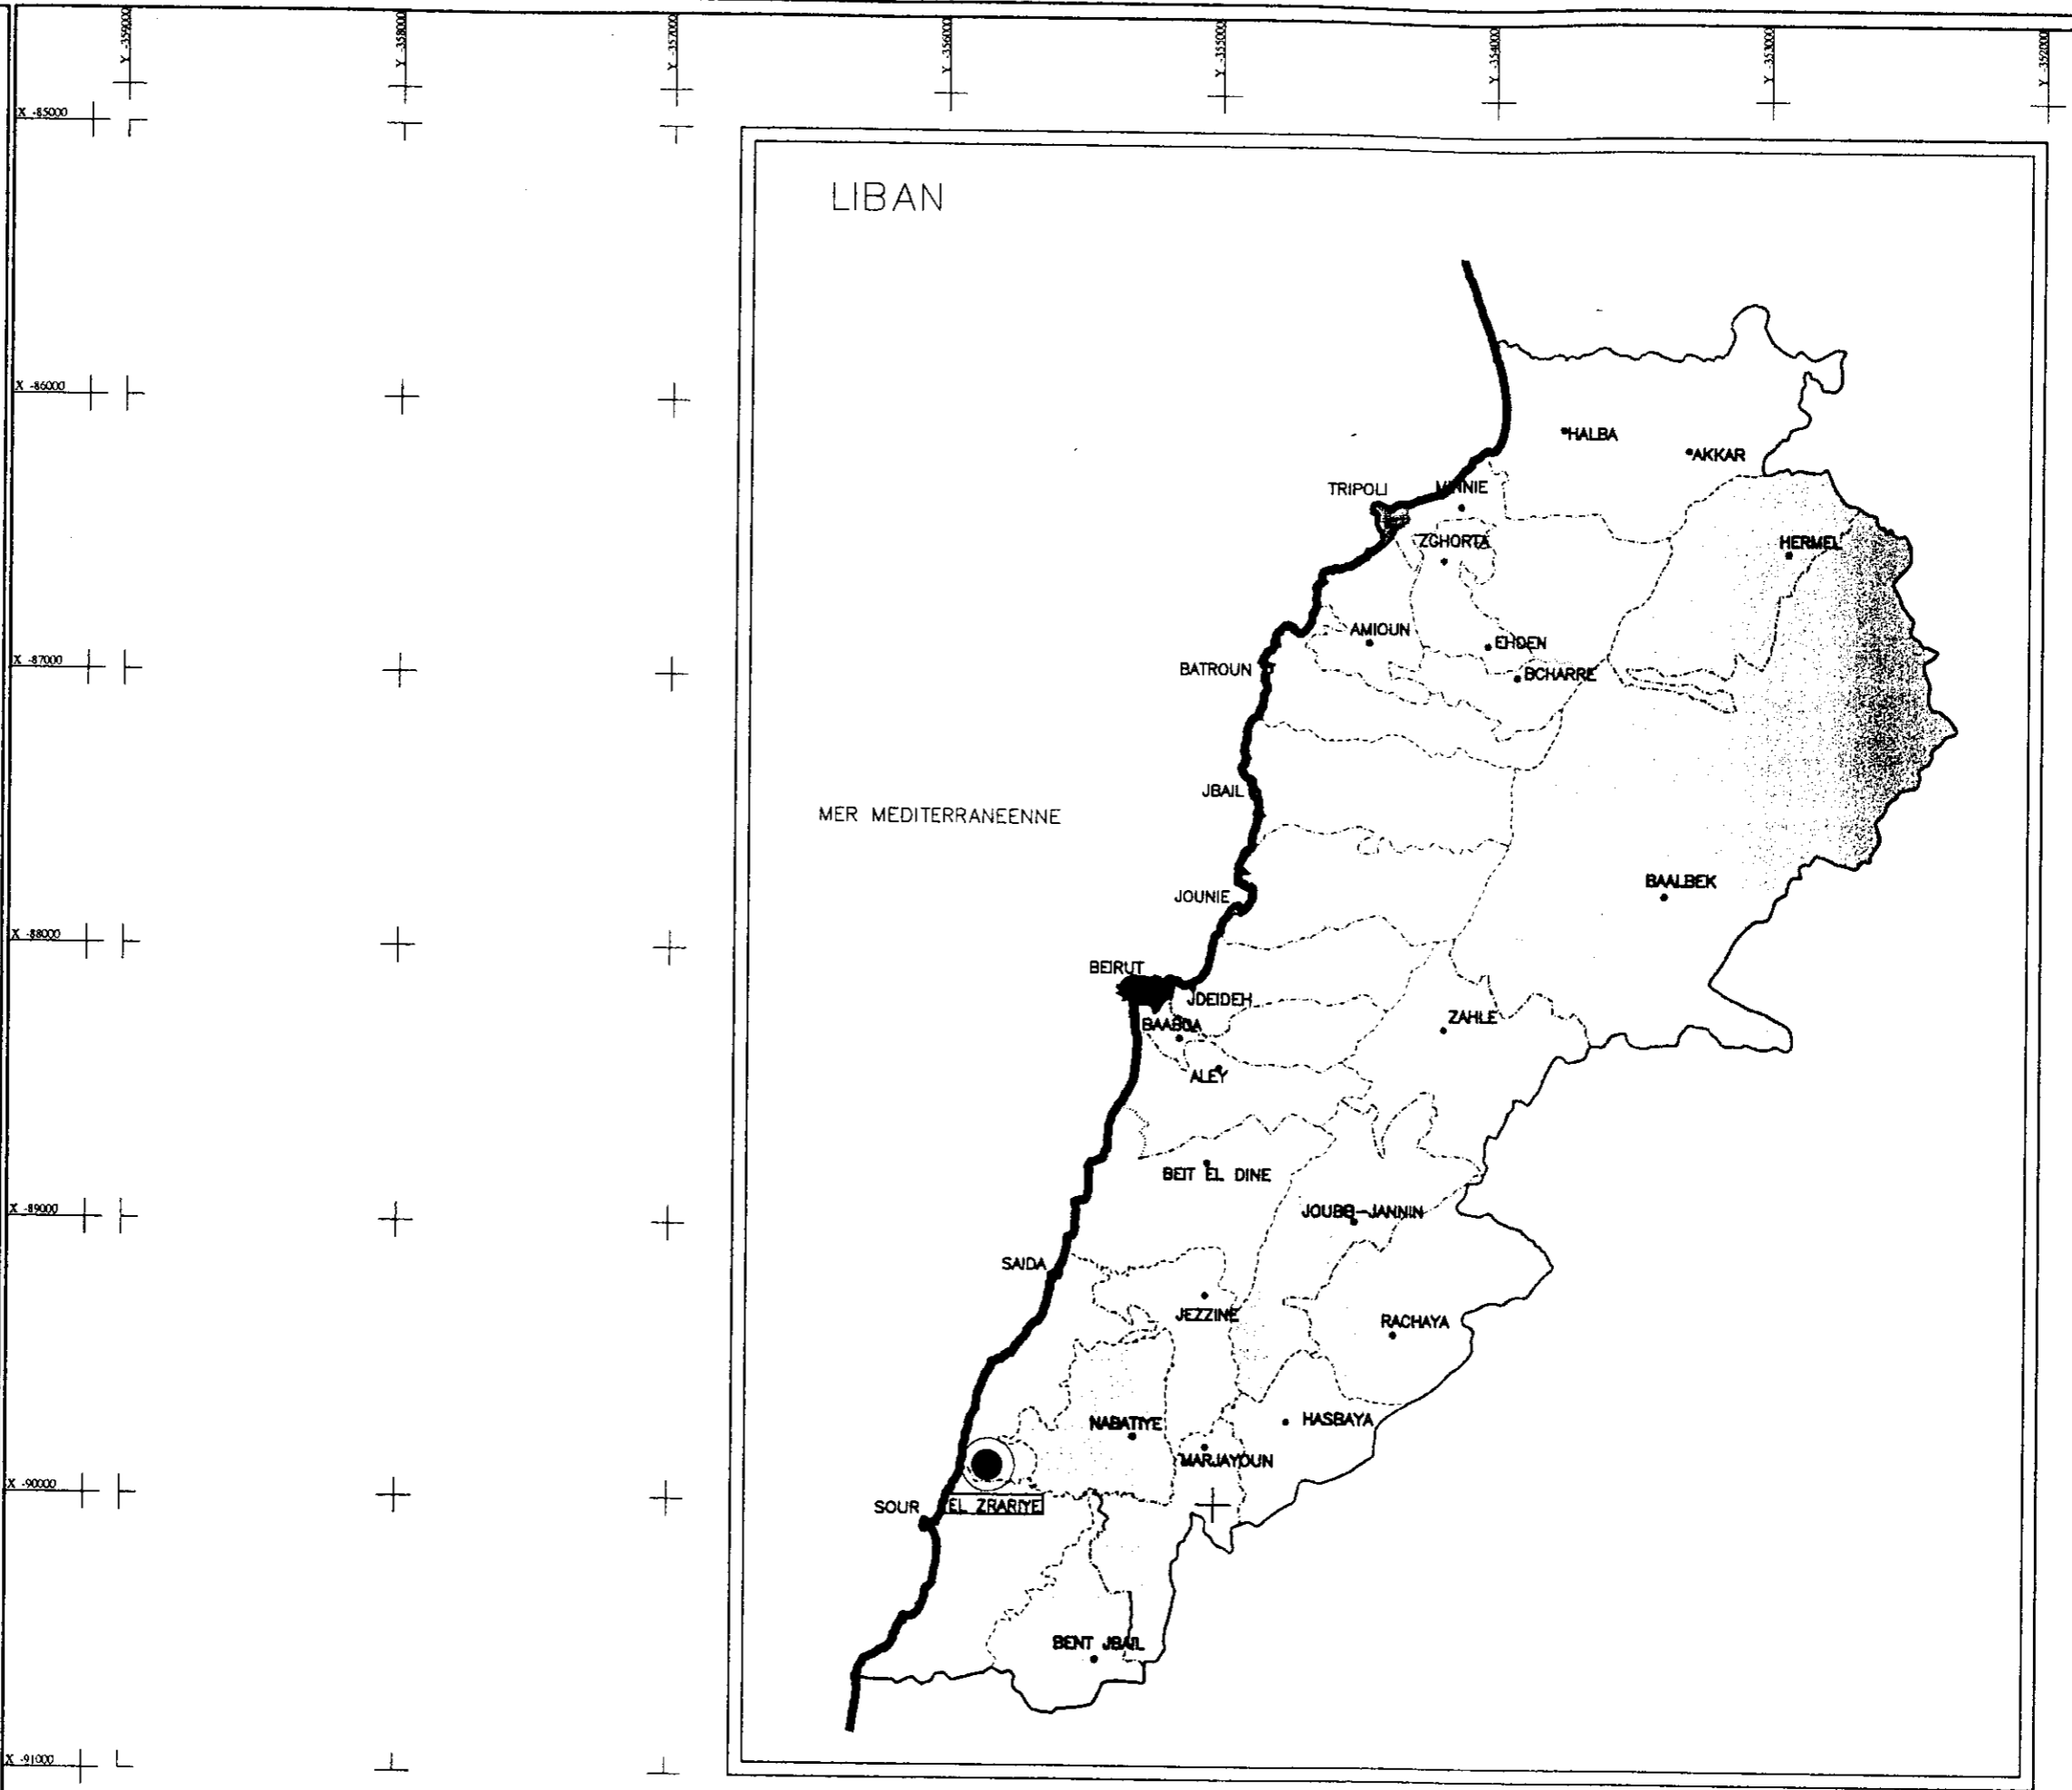 Y -359000
Y -358000
Y -357000
Y -356000
Y -355000
Y -354000
Y -353000
Y -352000
X -85000
LIBAN
X -86000
HALBA
AKKAR
TRIPOLI
MINNIE
ZGHORTA
HERMEL
AMIOUN
EHDEN
X -87000
BATROUN
BCHARRE
JBAIL
MER MEDITERRANEENNE
BAALBEK
JOUNIE
X -88000
BEIRUT
JDEIDEH
BAABDA
ZAHLE
ALEY
BEIT EL DINE
X -89000
JOUBB-JANNIN
SAIDA
JEZZINE
RACHAYA
NABATIYE
HASBAYA
MARJAYOUN
X -90000
SOUR
EL ZRARIYE
BENT JBAIL
X -91000